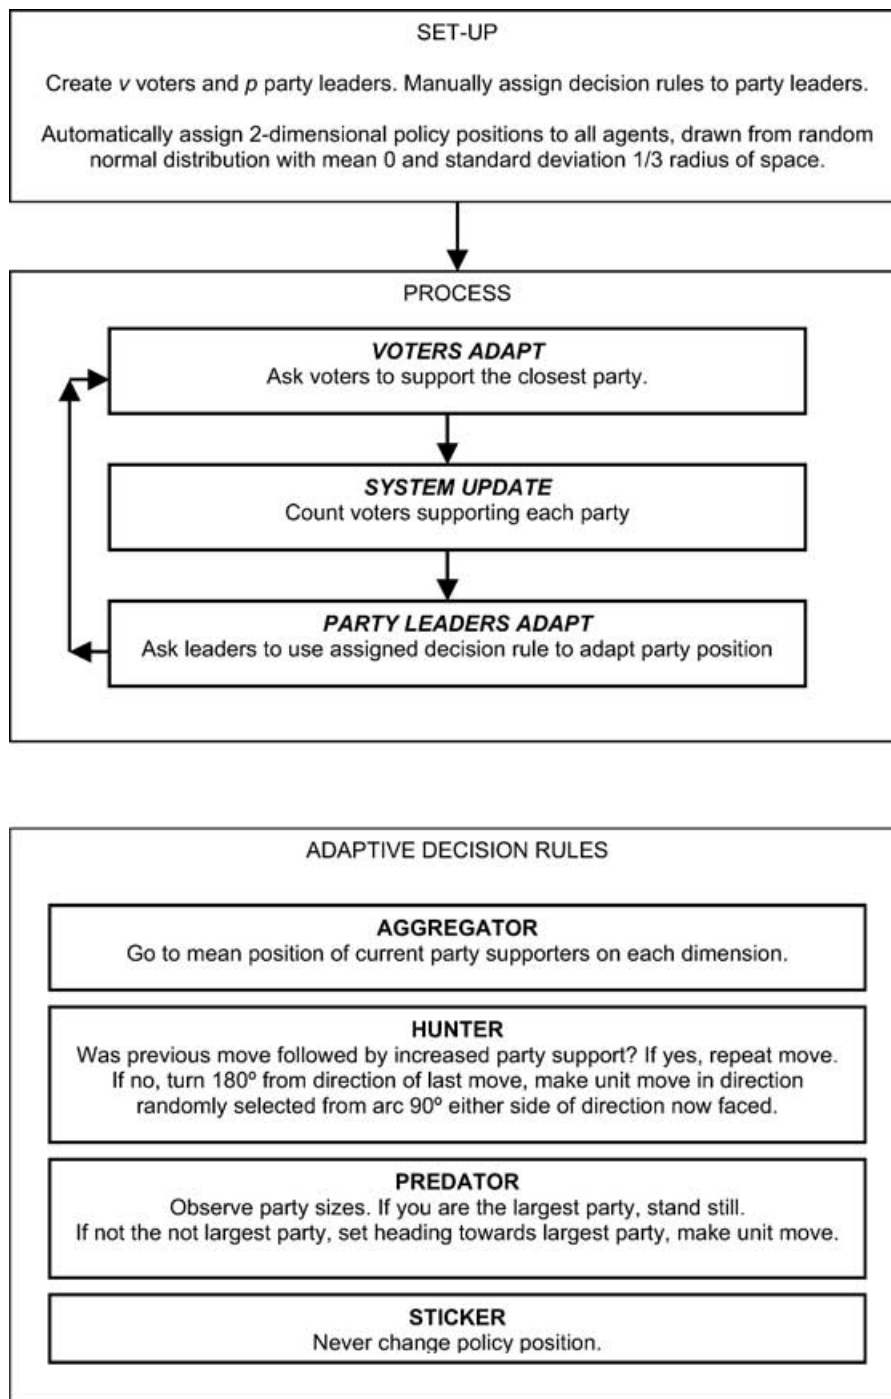 SET-UP
Create v voters and p party leaders. Manually assign decision rules to party leaders.
Automatically assign 2-dimensional policy positions to all agents, drawn from random
normal distribution with mean 0 and standard deviation 1/3 radius of space.
PROCESS
VOTERS ADAPT
Ask voters to support the closest party.
SYSTEM UPDATE
Count voters supporting each party
PARTY LEADERS ADAPT
Ask leaders to use assigned decision rule to adapt party position
ADAPTIVE DECISION RULES
AGGREGATOR
Go to mean position of current party supporters on each dimension.
HUNTER
Was previous move followed by increased party support? If yes, repeat move.
If no, turn 180º from direction of last move, make unit move in direction
randomly selected from arc 90º either side of direction now faced.
PREDATOR
Observe party sizes. If you are the largest party, stand still.
If not the not largest party, set heading towards largest party, make unit move.
STICKER
Never change policy position.